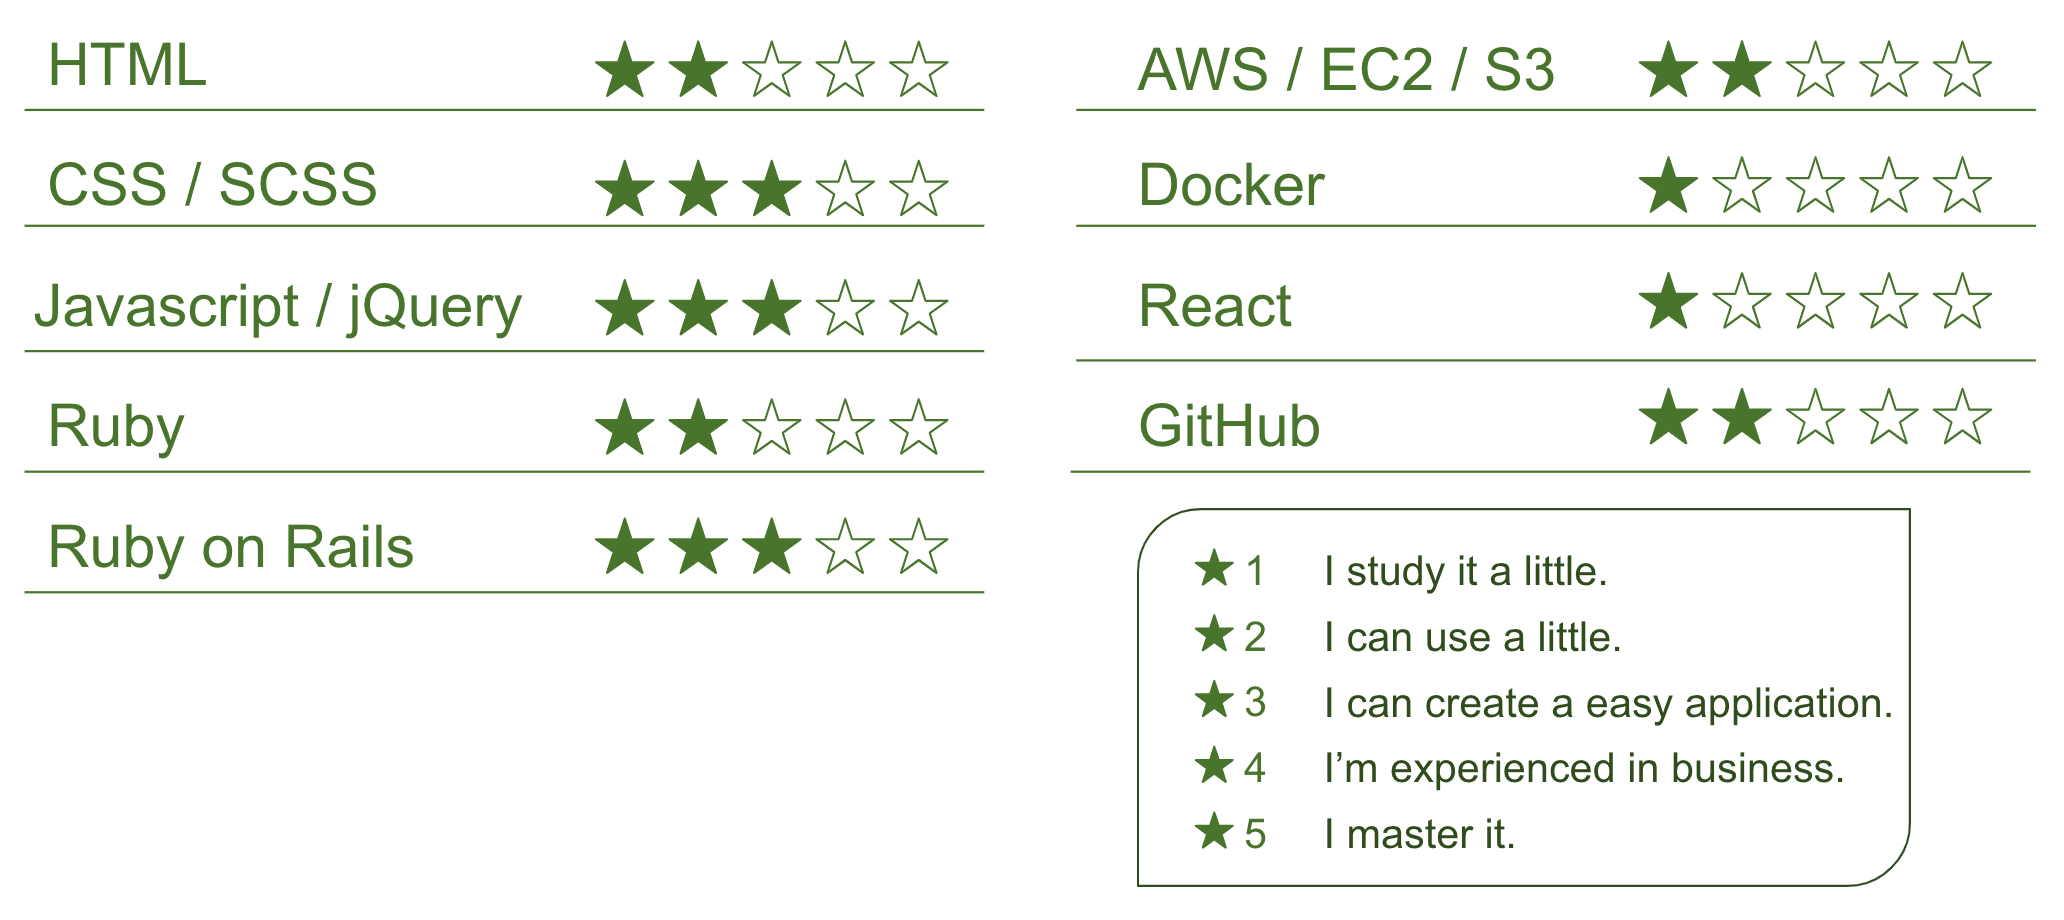 HTML
CSS / SCSS
Javascript / jQuery
Ruby
Ruby on Rails
AWS / EC2 / S3
Docker
React
GitHub
★ 1 I study it a little.
★ 2 I can use a little.
★ 3 I can create a easy application.
★ 4 I’m experienced in business.
★ 5 I master it.